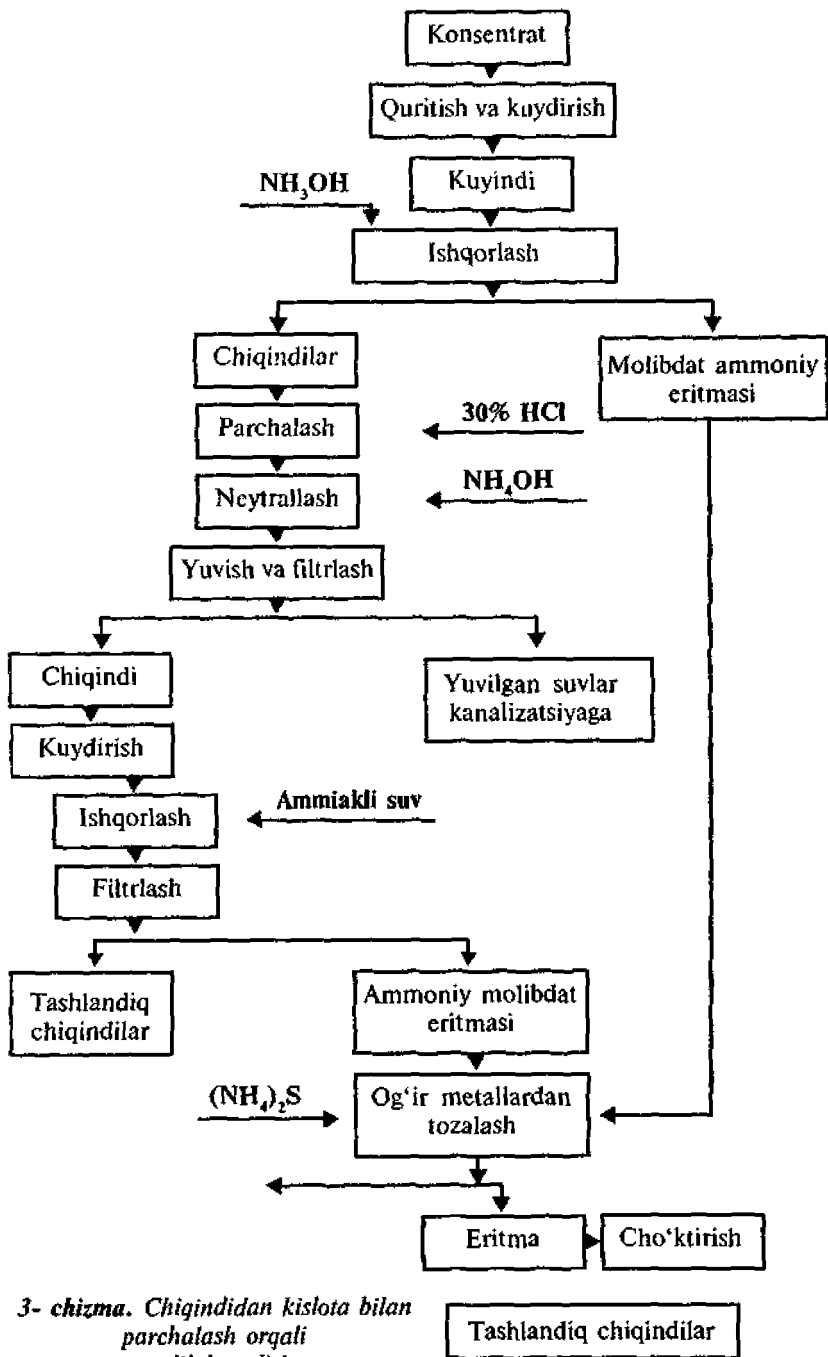 Konsentrat
Quritish va kuydirish
Kuyindi
NH₃OH
Ishqorlash
Chiqindilar
Molibdat ammoniy
eritmasi
Parchalash
30% HCl
Neytrallash
NH₄OH
Yuvish va filtrlash
Chiqindi
Yuvilgan suvlar
kanalizatsiyaga
Kuydirish
Ishqorlash
Ammiakli suv
Filtrlash
Tashlandiq
chiqindilar
Ammoniy molibdat
eritmasi
(NH₄)₂S
Og‘ir metallardan
tozalash
Eritma
Cho‘ktirish
3- chizma. Chiqindidan kislota bilan
parchalash orqali
Tashlandiq chiqindilar